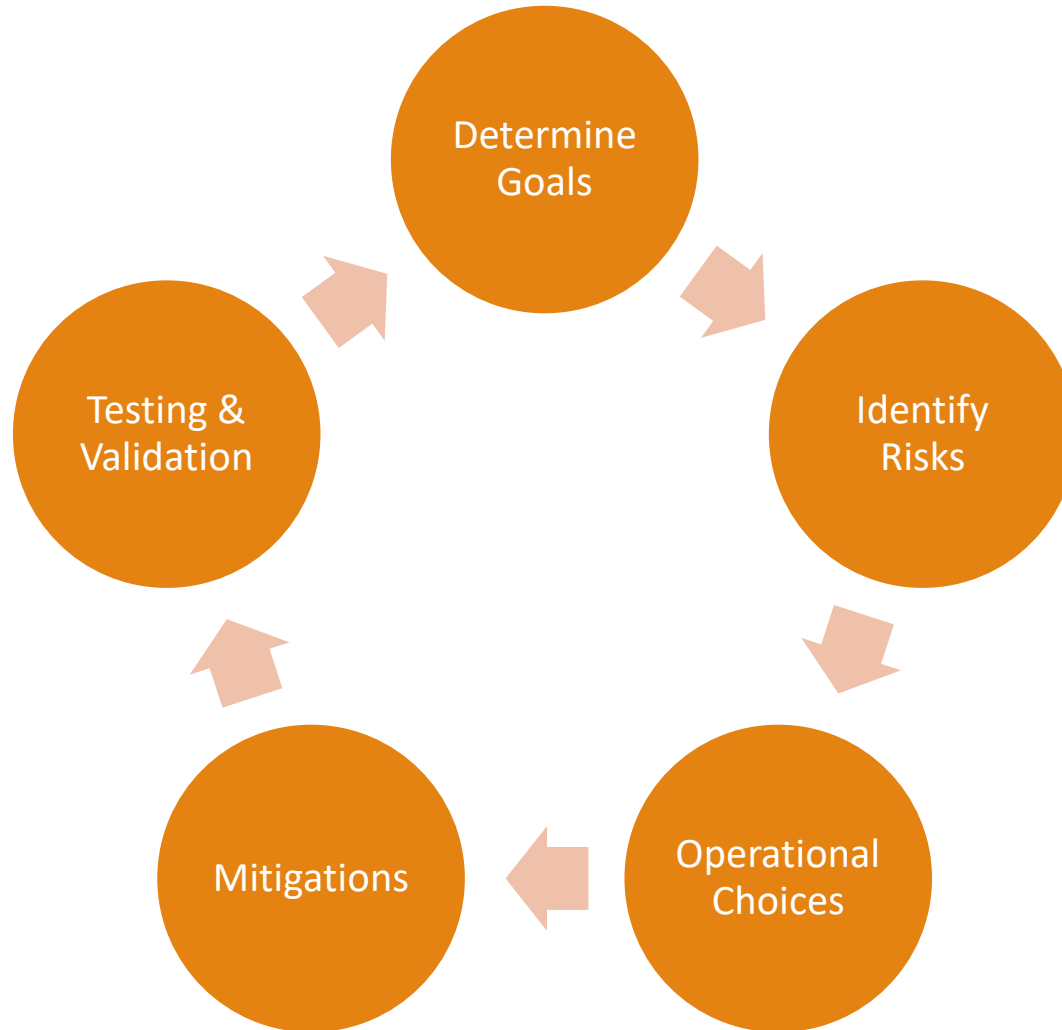 Determine
Goals
Identify
Risks
Operational
Choices
Mitigations
Testing &
Validation